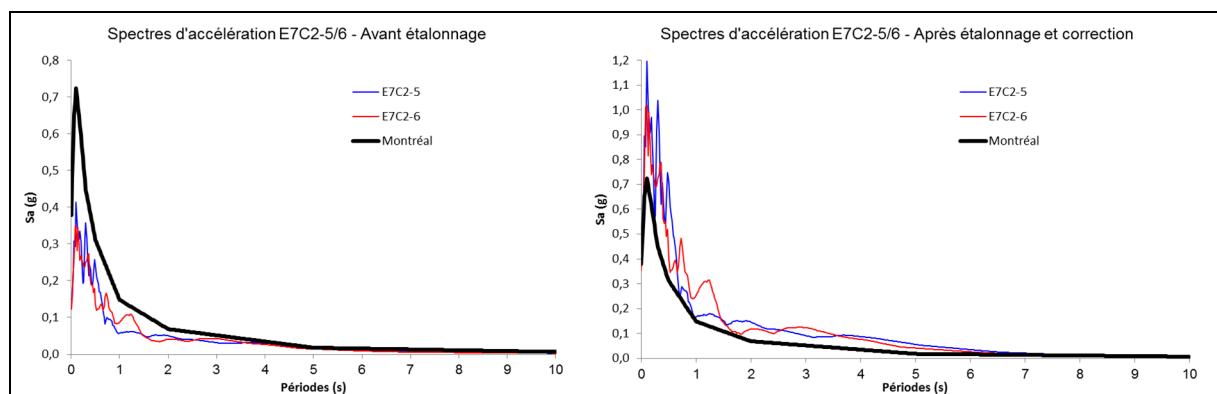 Spectres d'accélération E7C2-5/6 - Avant étalonnage
0,8
0,7
0,6
0,5
0,4
0,3
0,2
0,1
0,0
Sa (g)
E7C2-5
E7C2-6
Montréal
0 1 2 3 4 5 6 7 8 9 10
Périodes (s)
Spectres d'accélération E7C2-5/6 - Après étalonnage et correction
1,2
1,1
1,0
0,9
0,8
0,7
0,6
0,5
0,4
0,3
0,2
0,1
0,0
Sa (g)
E7C2-5
E7C2-6
Montréal
0 1 2 3 4 5 6 7 8 9 10
Périodes (s)